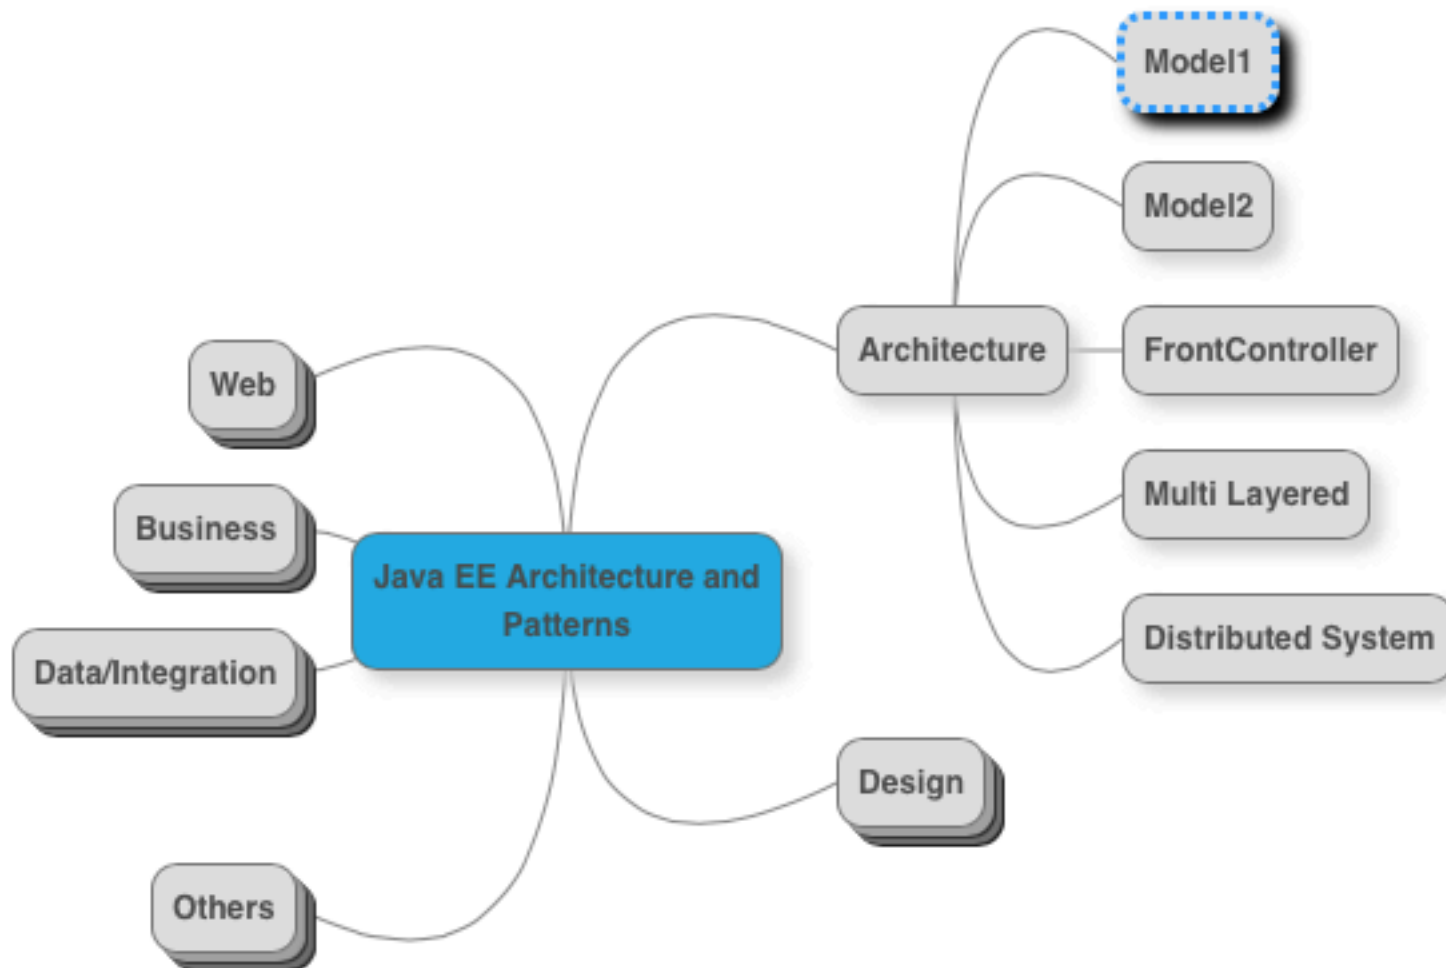 Java EE Architecture and
Patterns
Architecture
Model1
Model2
FrontController
Multi Layered
Distributed System
Design
Web
Business
Data/Integration
Others